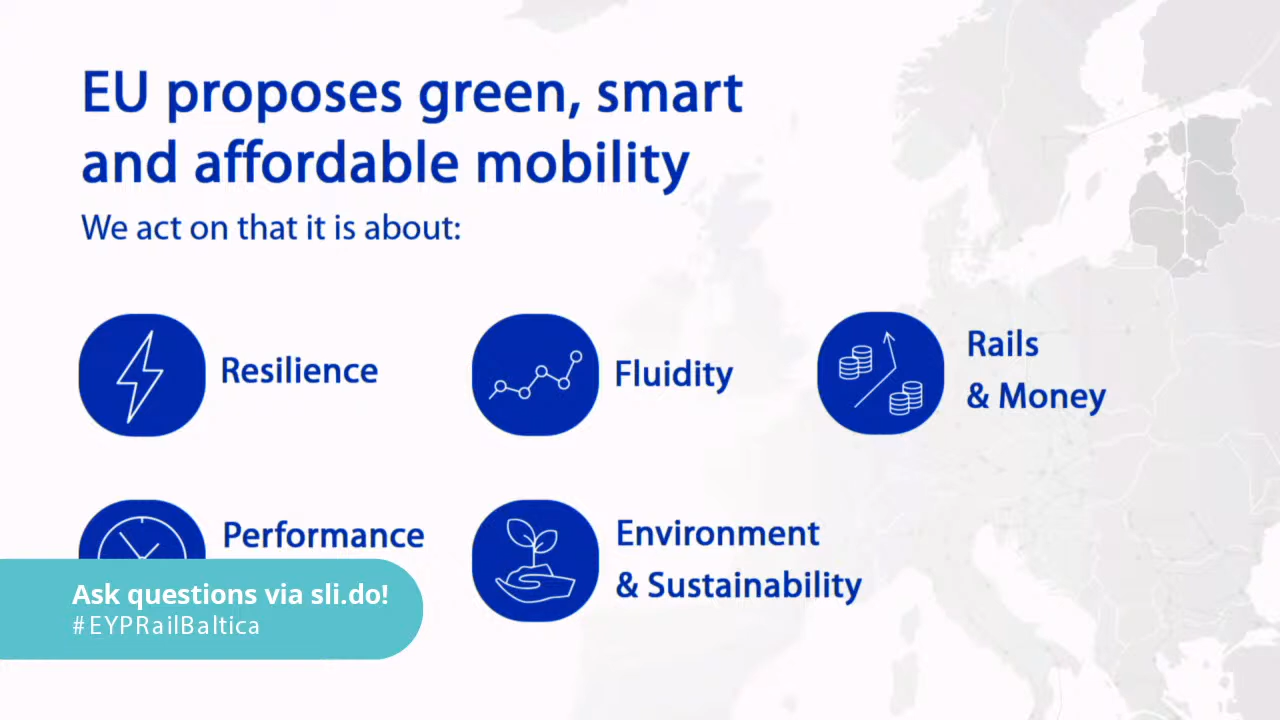 EU proposes green, smart
and affordable mobility
We act on that it is about:
Resilience
Fluidity
Rails
& Money
Performance
Environment
& Sustainability
Ask questions via sli.do!
#EYPRailBaltica